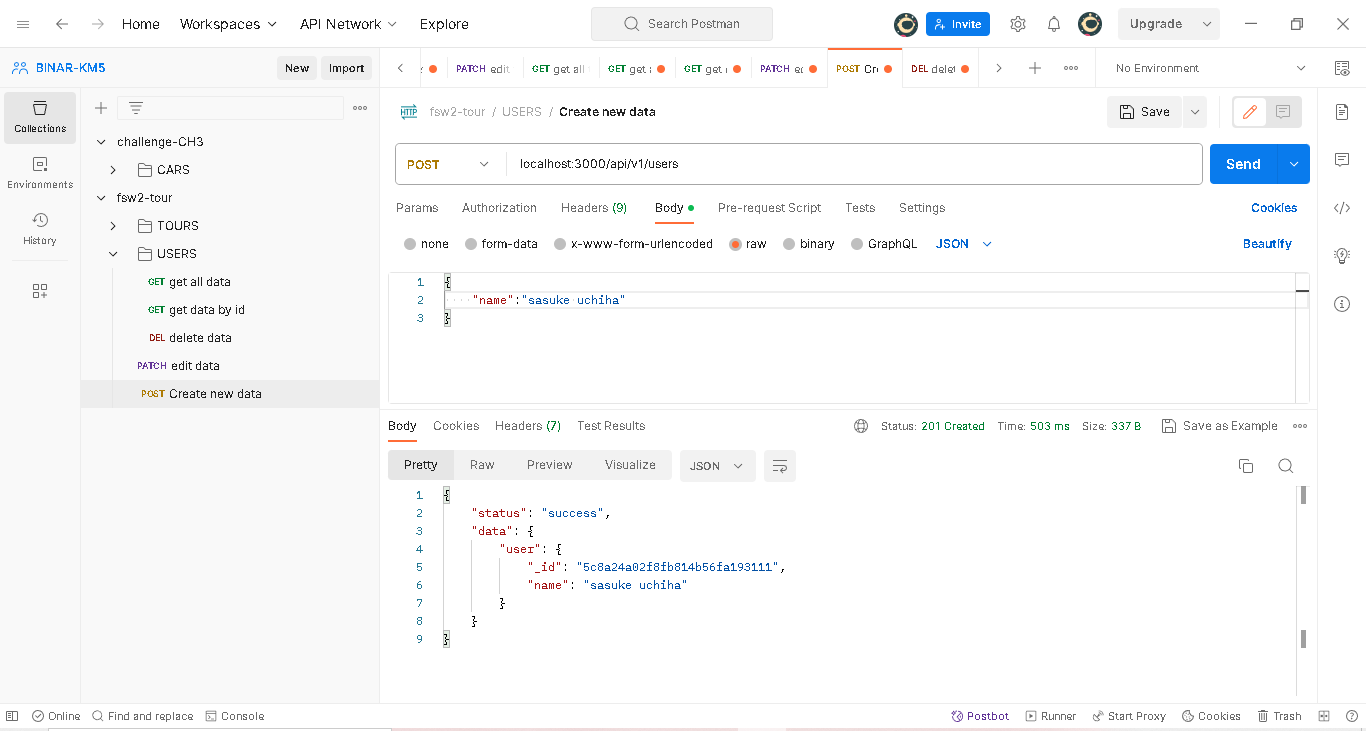 Home Workspaces API Network Explore Search Postman Invite Upgrade
BINAR-KM5 New Import PATCH edit GET get all GET get GET get PATCH POST Cr DEL delet No Environment
Collections
Environments
History
challenge-CH3
CARS
fsw2-tour
TOURS
USERS
GET get all data
GET get data by id
DEL delete data
PATCH edit data
POST Create new data
HTTP fsw2-tour / USERS / Create new data Save
POST localhost:3000/api/v1/users Send
Params Authorization Headers (9) Body Pre-request Script Tests Settings Cookies
none form-data x-www-form-urlencoded raw binary GraphQL JSON Beautify
1 {
2 "name":"sasuke uchiha"
3 }
Body Cookies Headers (7) Test Results Status: 201 Created Time: 503 ms Size: 337 B Save as Example
Pretty Raw Preview Visualize JSON
1 {
2 "status": "success",
3 "data": {
4 "user": {
5 "_id": "5c8a24a02f8fb814b56fa193111",
6 "name": "sasuke uchiha"
7 }
8 }
9 }
Online Find and replace Console Postbot Runner Start Proxy Cookies Trash